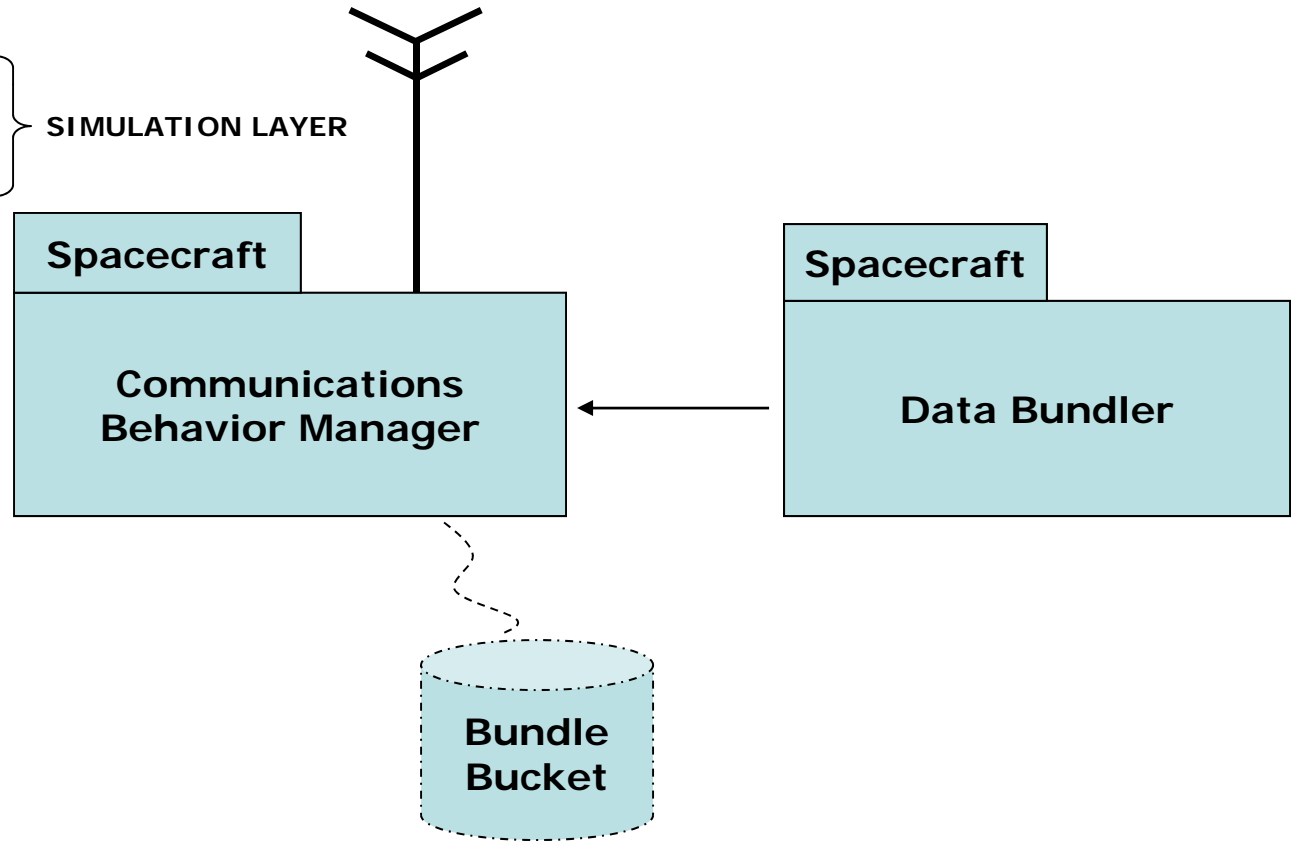 SIMULATION LAYER
Spacecraft
Communications
Behavior Manager
Spacecraft
Data Bundler
Bundle
Bucket